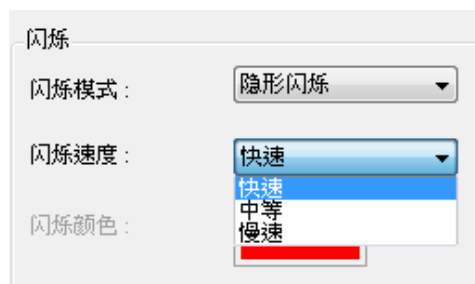 闪烁
闪烁模式 :
隐形闪烁
闪烁速度 :
快速
快速
中等
慢速
闪烁颜色 :